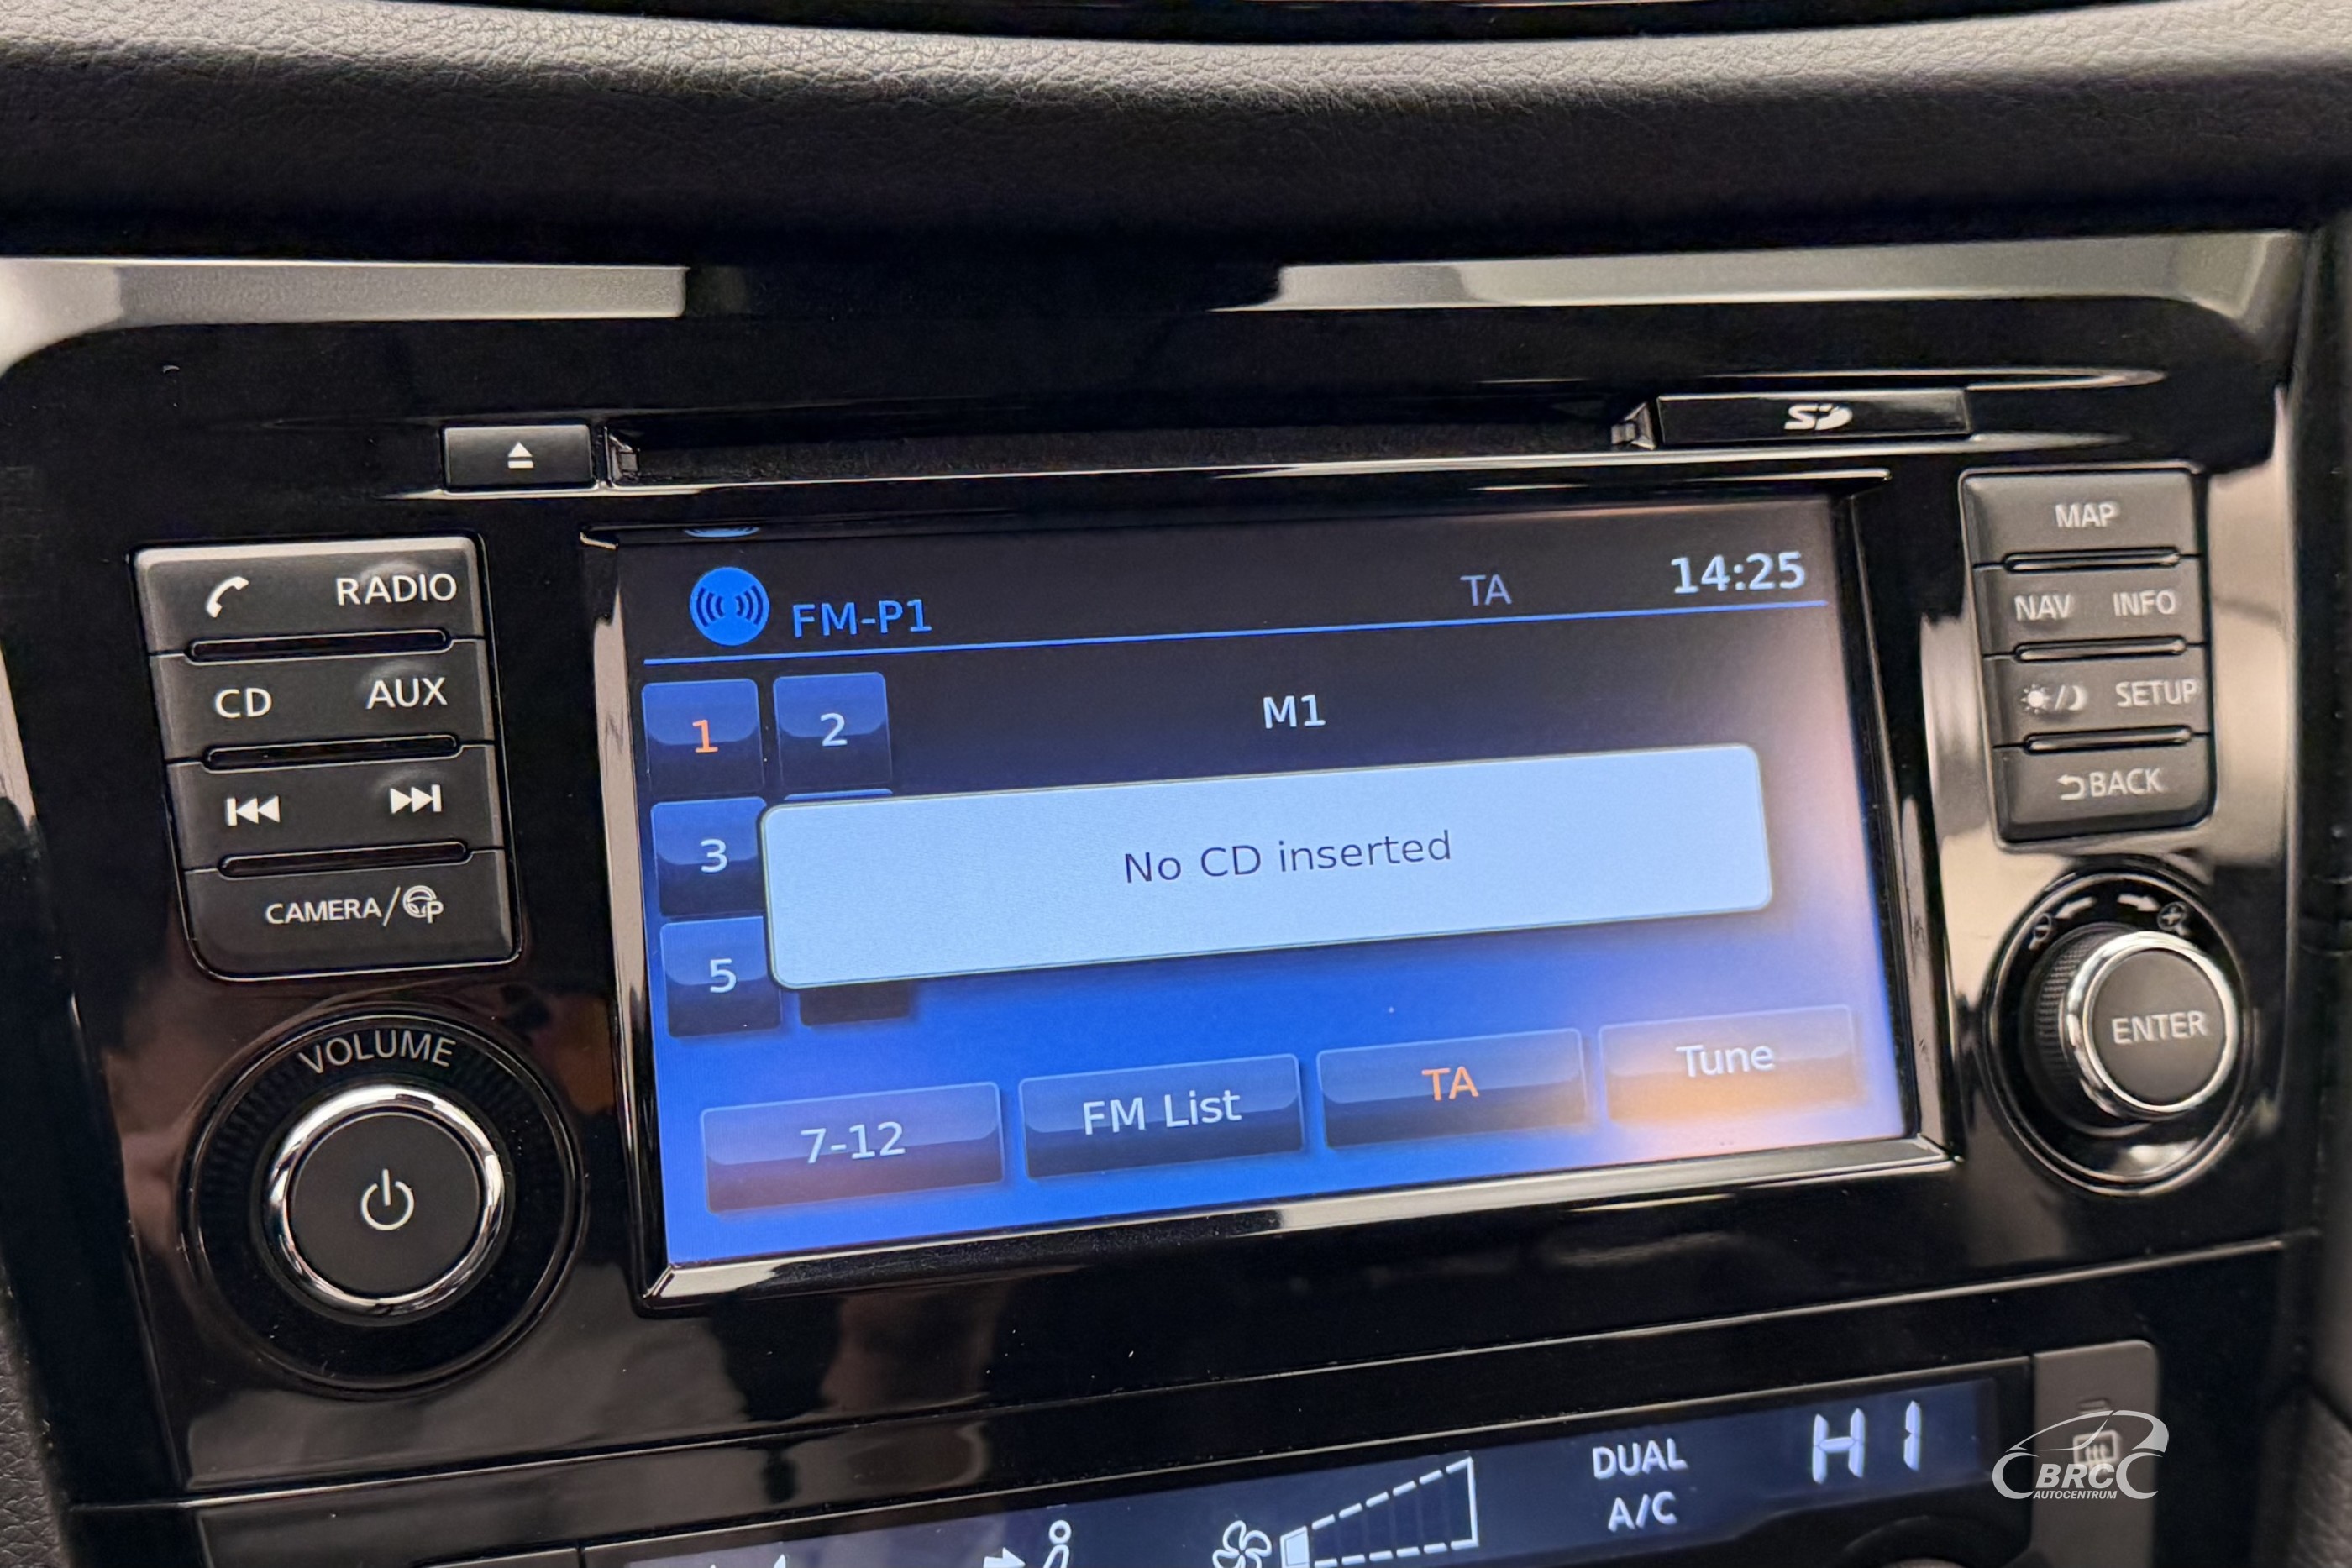 SD
MAP
RADIO
FM-P1
TA
14:25
NAV INFO
CD AUX
1 2
M1
SETUP
3
No CD inserted
BACK
CAMERA/P
5
ENTER
VOLUME
7-12
FM List
TA
Tune
DUAL
A/C
HI
BRC
AUTOCENTRUM